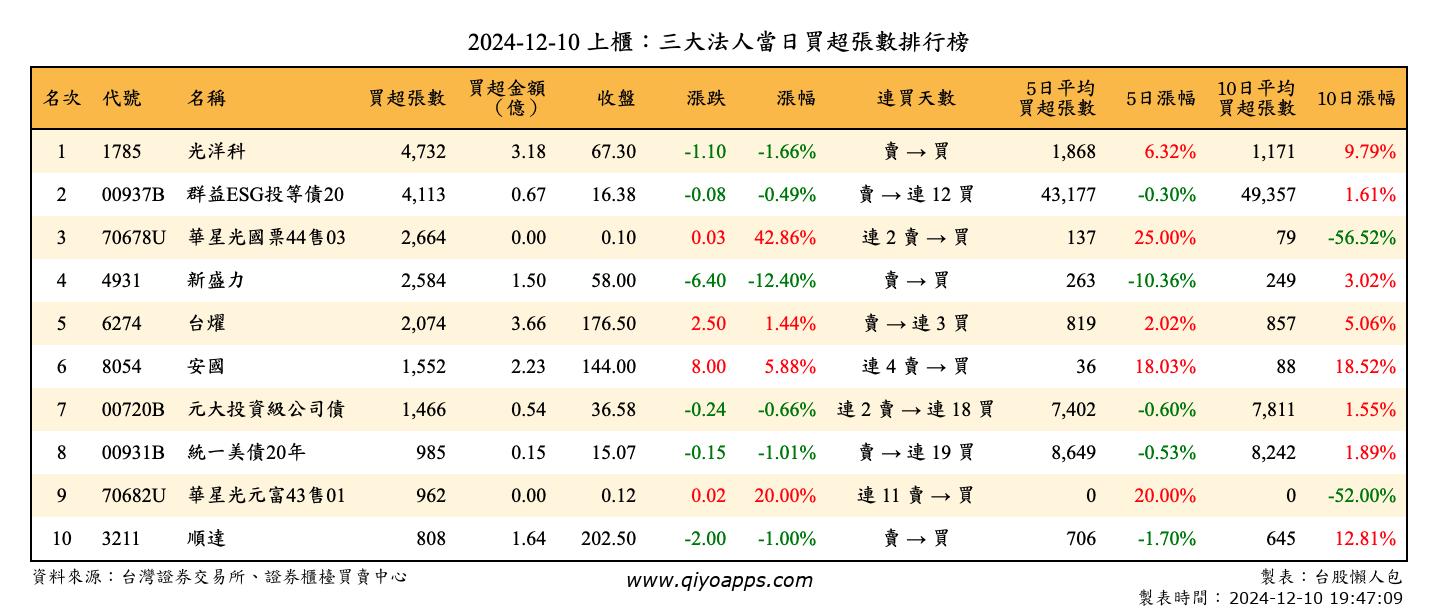 2024-12-10 上櫃：三大法人當日買超張數排行榜
名次 代號 名稱 買超張數 買超金額（億） 收盤 漲跌 漲幅 連買天數 5日平均買超張數 5日漲幅 10日平均買超張數 10日漲幅
1 1785 光洋科 4,732 3.18 67.30 -1.10 -1.66% 賣 → 買 1,868 6.32% 1,171 9.79%
2 00937B 群益ESG投等債20 4,113 0.67 16.38 -0.08 -0.49% 賣 → 連 12 買 43,177 -0.30% 49,357 1.61%
3 70678U 華星光國票44售03 2,664 0.00 0.10 0.03 42.86% 連 2 賣 → 買 137 25.00% 79 -56.52%
4 4931 新盛力 2,584 1.50 58.00 -6.40 -12.40% 賣 → 買 263 -10.36% 249 3.02%
5 6274 台燿 2,074 3.66 176.50 2.50 1.44% 賣 → 連 3 買 819 2.02% 857 5.06%
6 8054 安國 1,552 2.23 144.00 8.00 5.88% 連 4 賣 → 買 36 18.03% 88 18.52%
7 00720B 元大投資級公司債 1,466 0.54 36.58 -0.24 -0.66% 連 2 賣 → 連 18 買 7,402 -0.60% 7,811 1.55%
8 00931B 統一美債20年 985 0.15 15.07 -0.15 -1.01% 賣 → 連 19 買 8,649 -0.53% 8,242 1.89%
9 70682U 華星光元富43售01 962 0.00 0.12 0.02 20.00% 連 11 賣 → 買 0 20.00% 0 -52.00%
10 3211 順達 808 1.64 202.50 -2.00 -1.00% 賣 → 買 706 -1.70% 645 12.81%
資料來源：台灣證券交易所、證券櫃檯買賣中心
www.qiyoapps.com
製表：台股懶人包
製表時間：2024-12-10 19:47:09